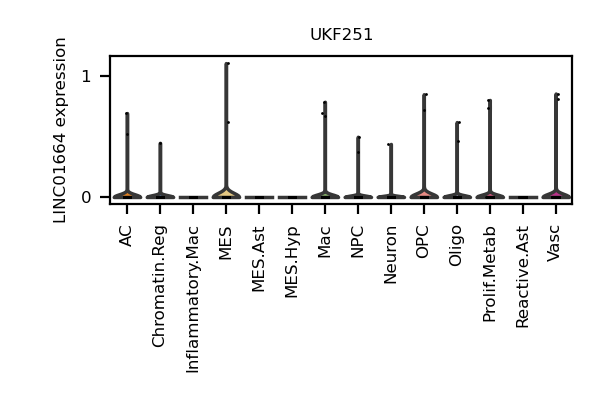 UKF251
LINC01664 expression
1
0
AC
Chromatin.Reg
Inflammatory.Mac
MES
MES.Ast
MES.Hyp
Mac
NPC
Neuron
OPC
Oligo
Prolif.Metab
Reactive.Ast
Vasc